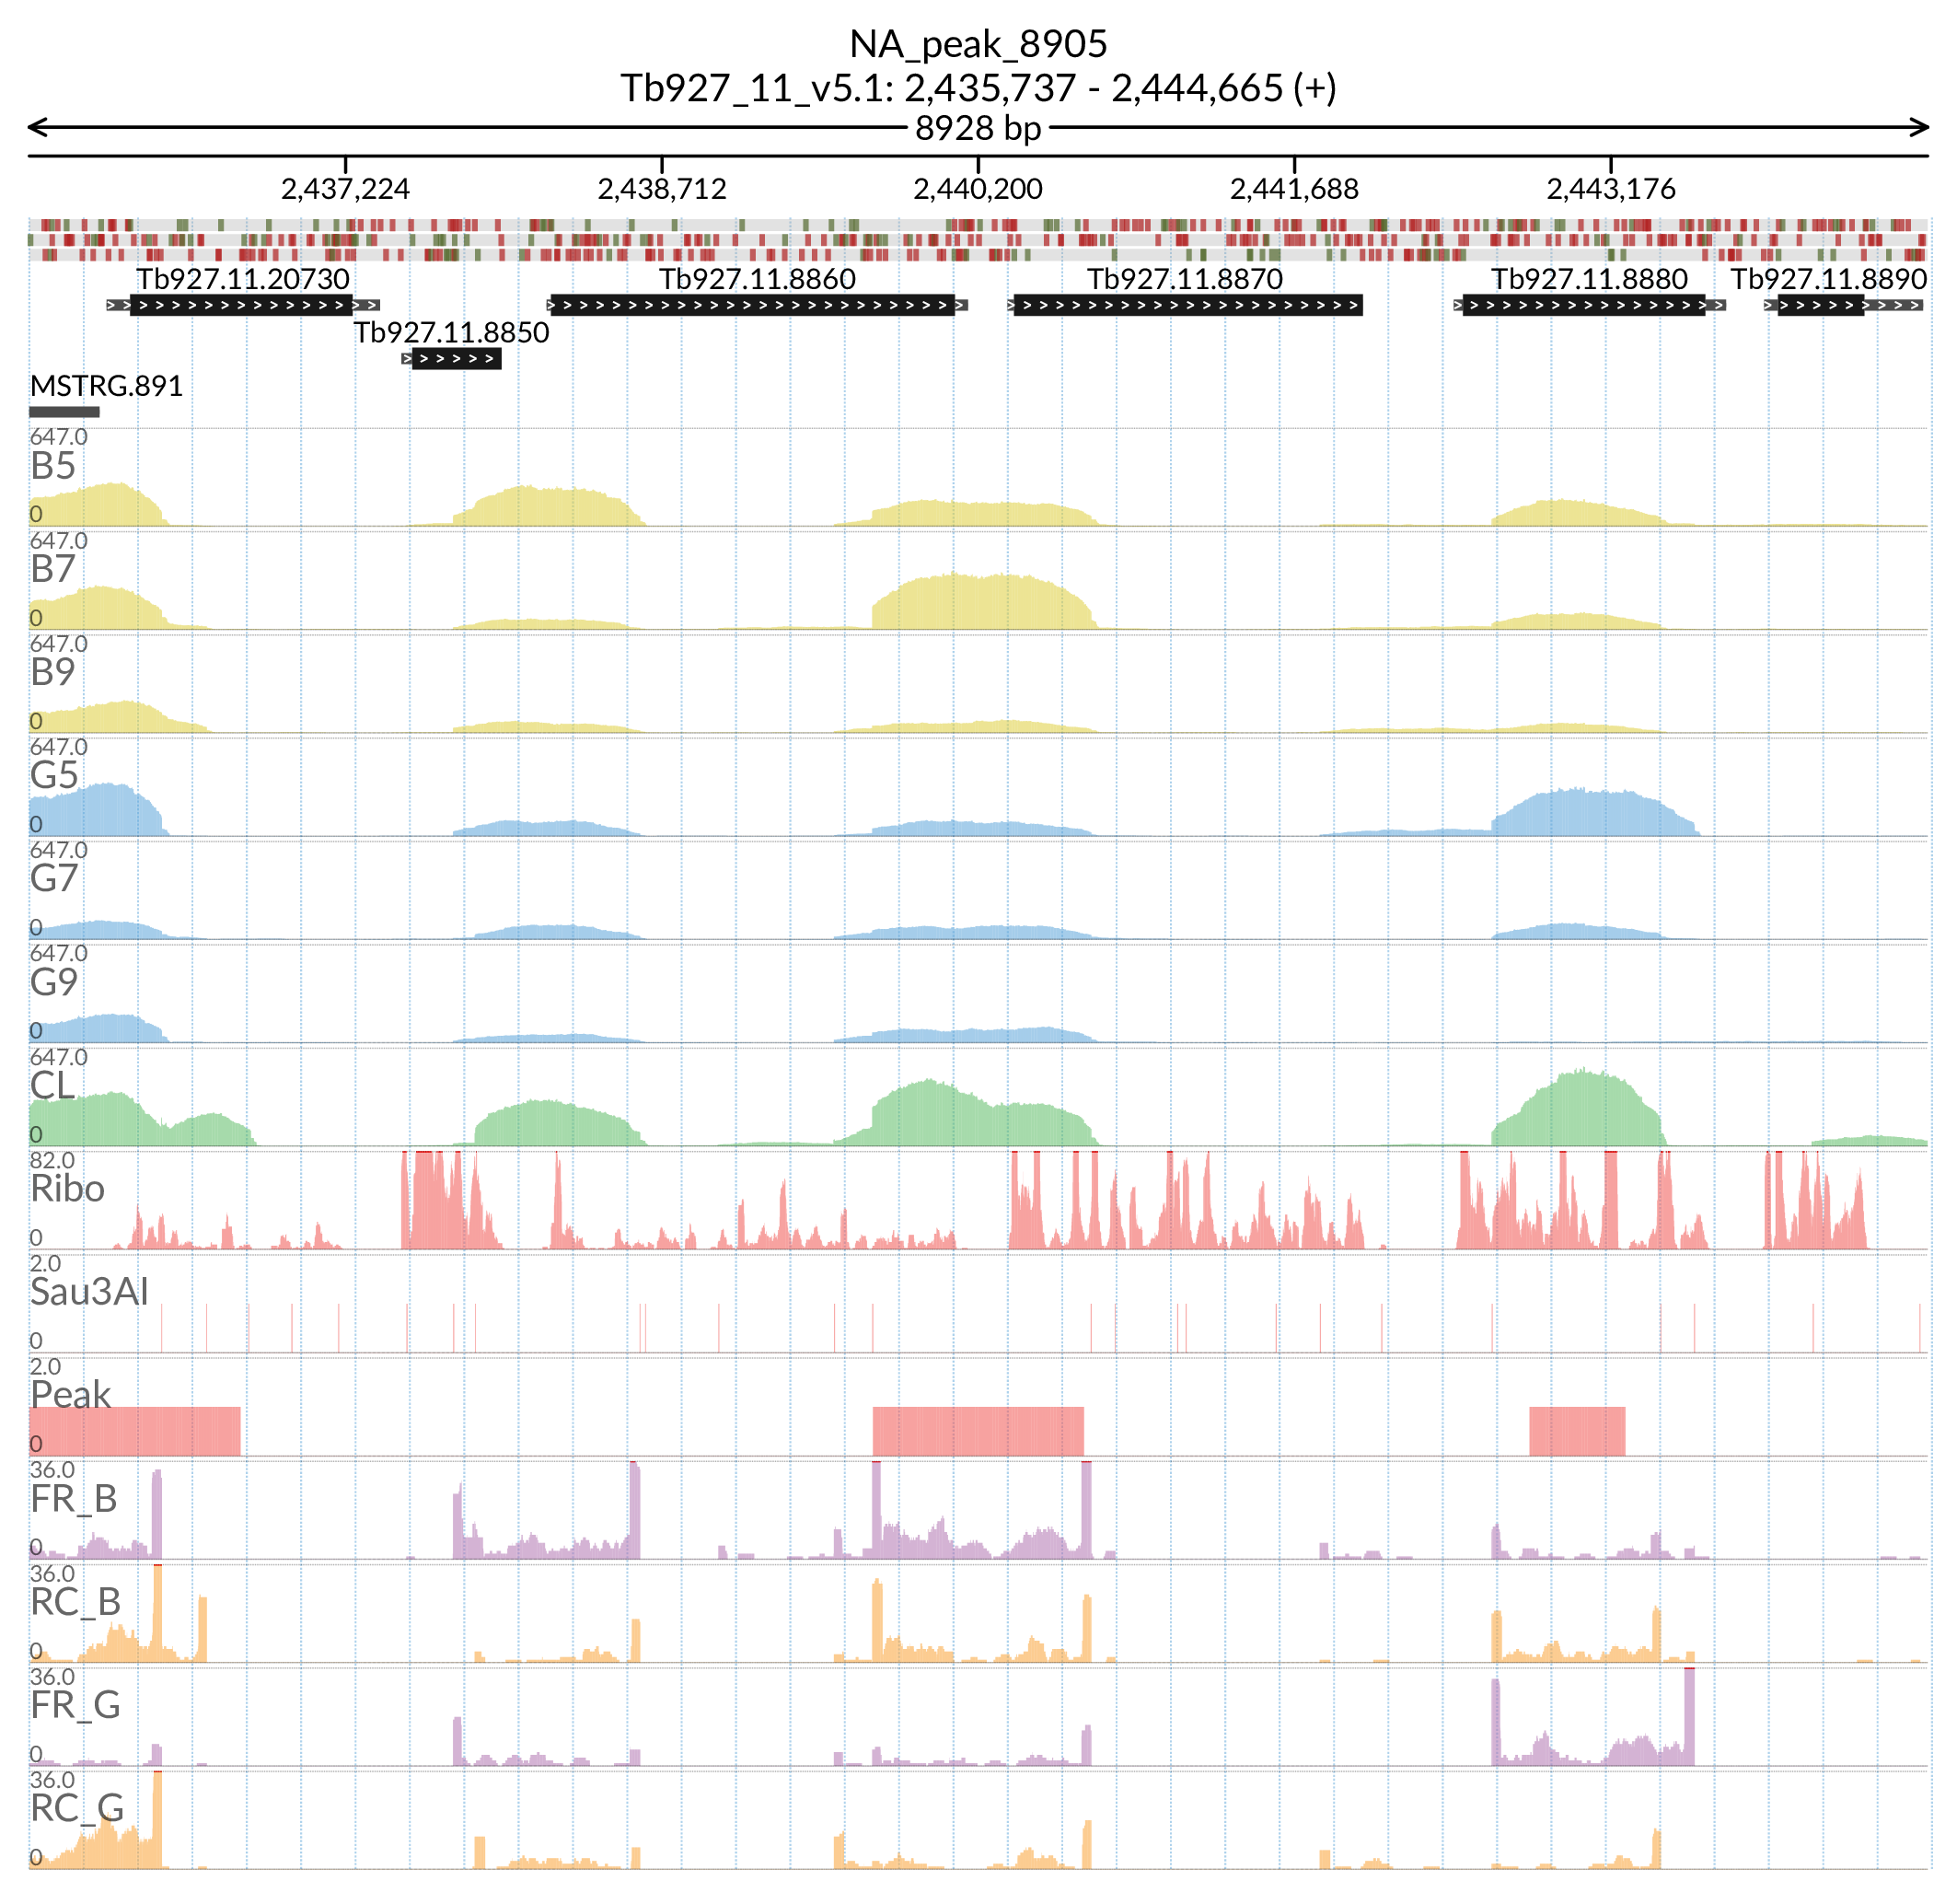 NA_peak_8905
Tb927_11_v5.1: 2,435,737 - 2,444,665 (+)
8928 bp
2,437,224 2,438,712 2,440,200 2,441,688 2,443,176
Tb927.11.20730 Tb927.11.8860 Tb927.11.8870 Tb927.11.8880 Tb927.11.8890
Tb927.11.8850
MSTRG.891
647.0
B5
0
647.0
B7
0
647.0
B9
0
647.0
G5
0
647.0
G7
0
647.0
G9
0
647.0
CL
0
82.0
Ribo
0
2.0
Sau3AI
0
2.0
Peak
0
36.0
FR_B
0
36.0
RC_B
0
36.0
FR_G
0
36.0
RC_G
0